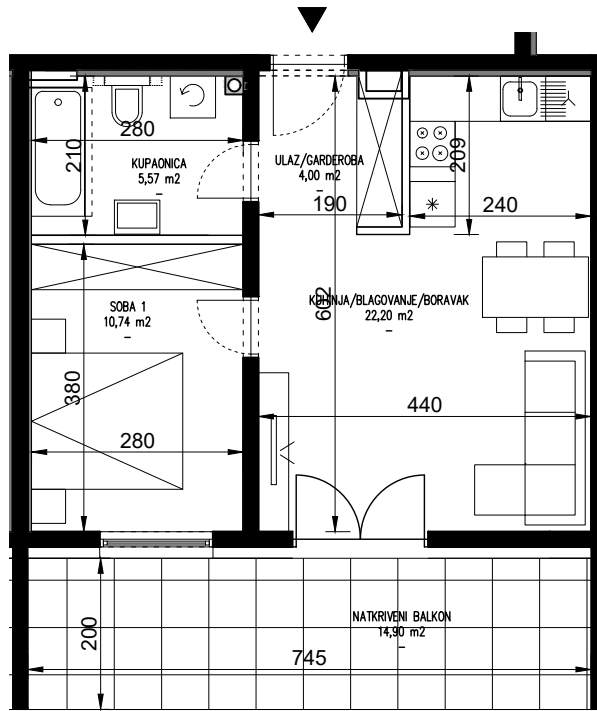 280
210
KUPAONICA
5,57 m2
ULAZ/GARDEROBA
4,00 m2
190
209
240
602
KUHINJA/BLAGOVANJE/BORAVAK
22,20 m2
SOBA 1
10,74 m2
380
280
440
NATKRIVENI BALKON
14,90 m2
200
745